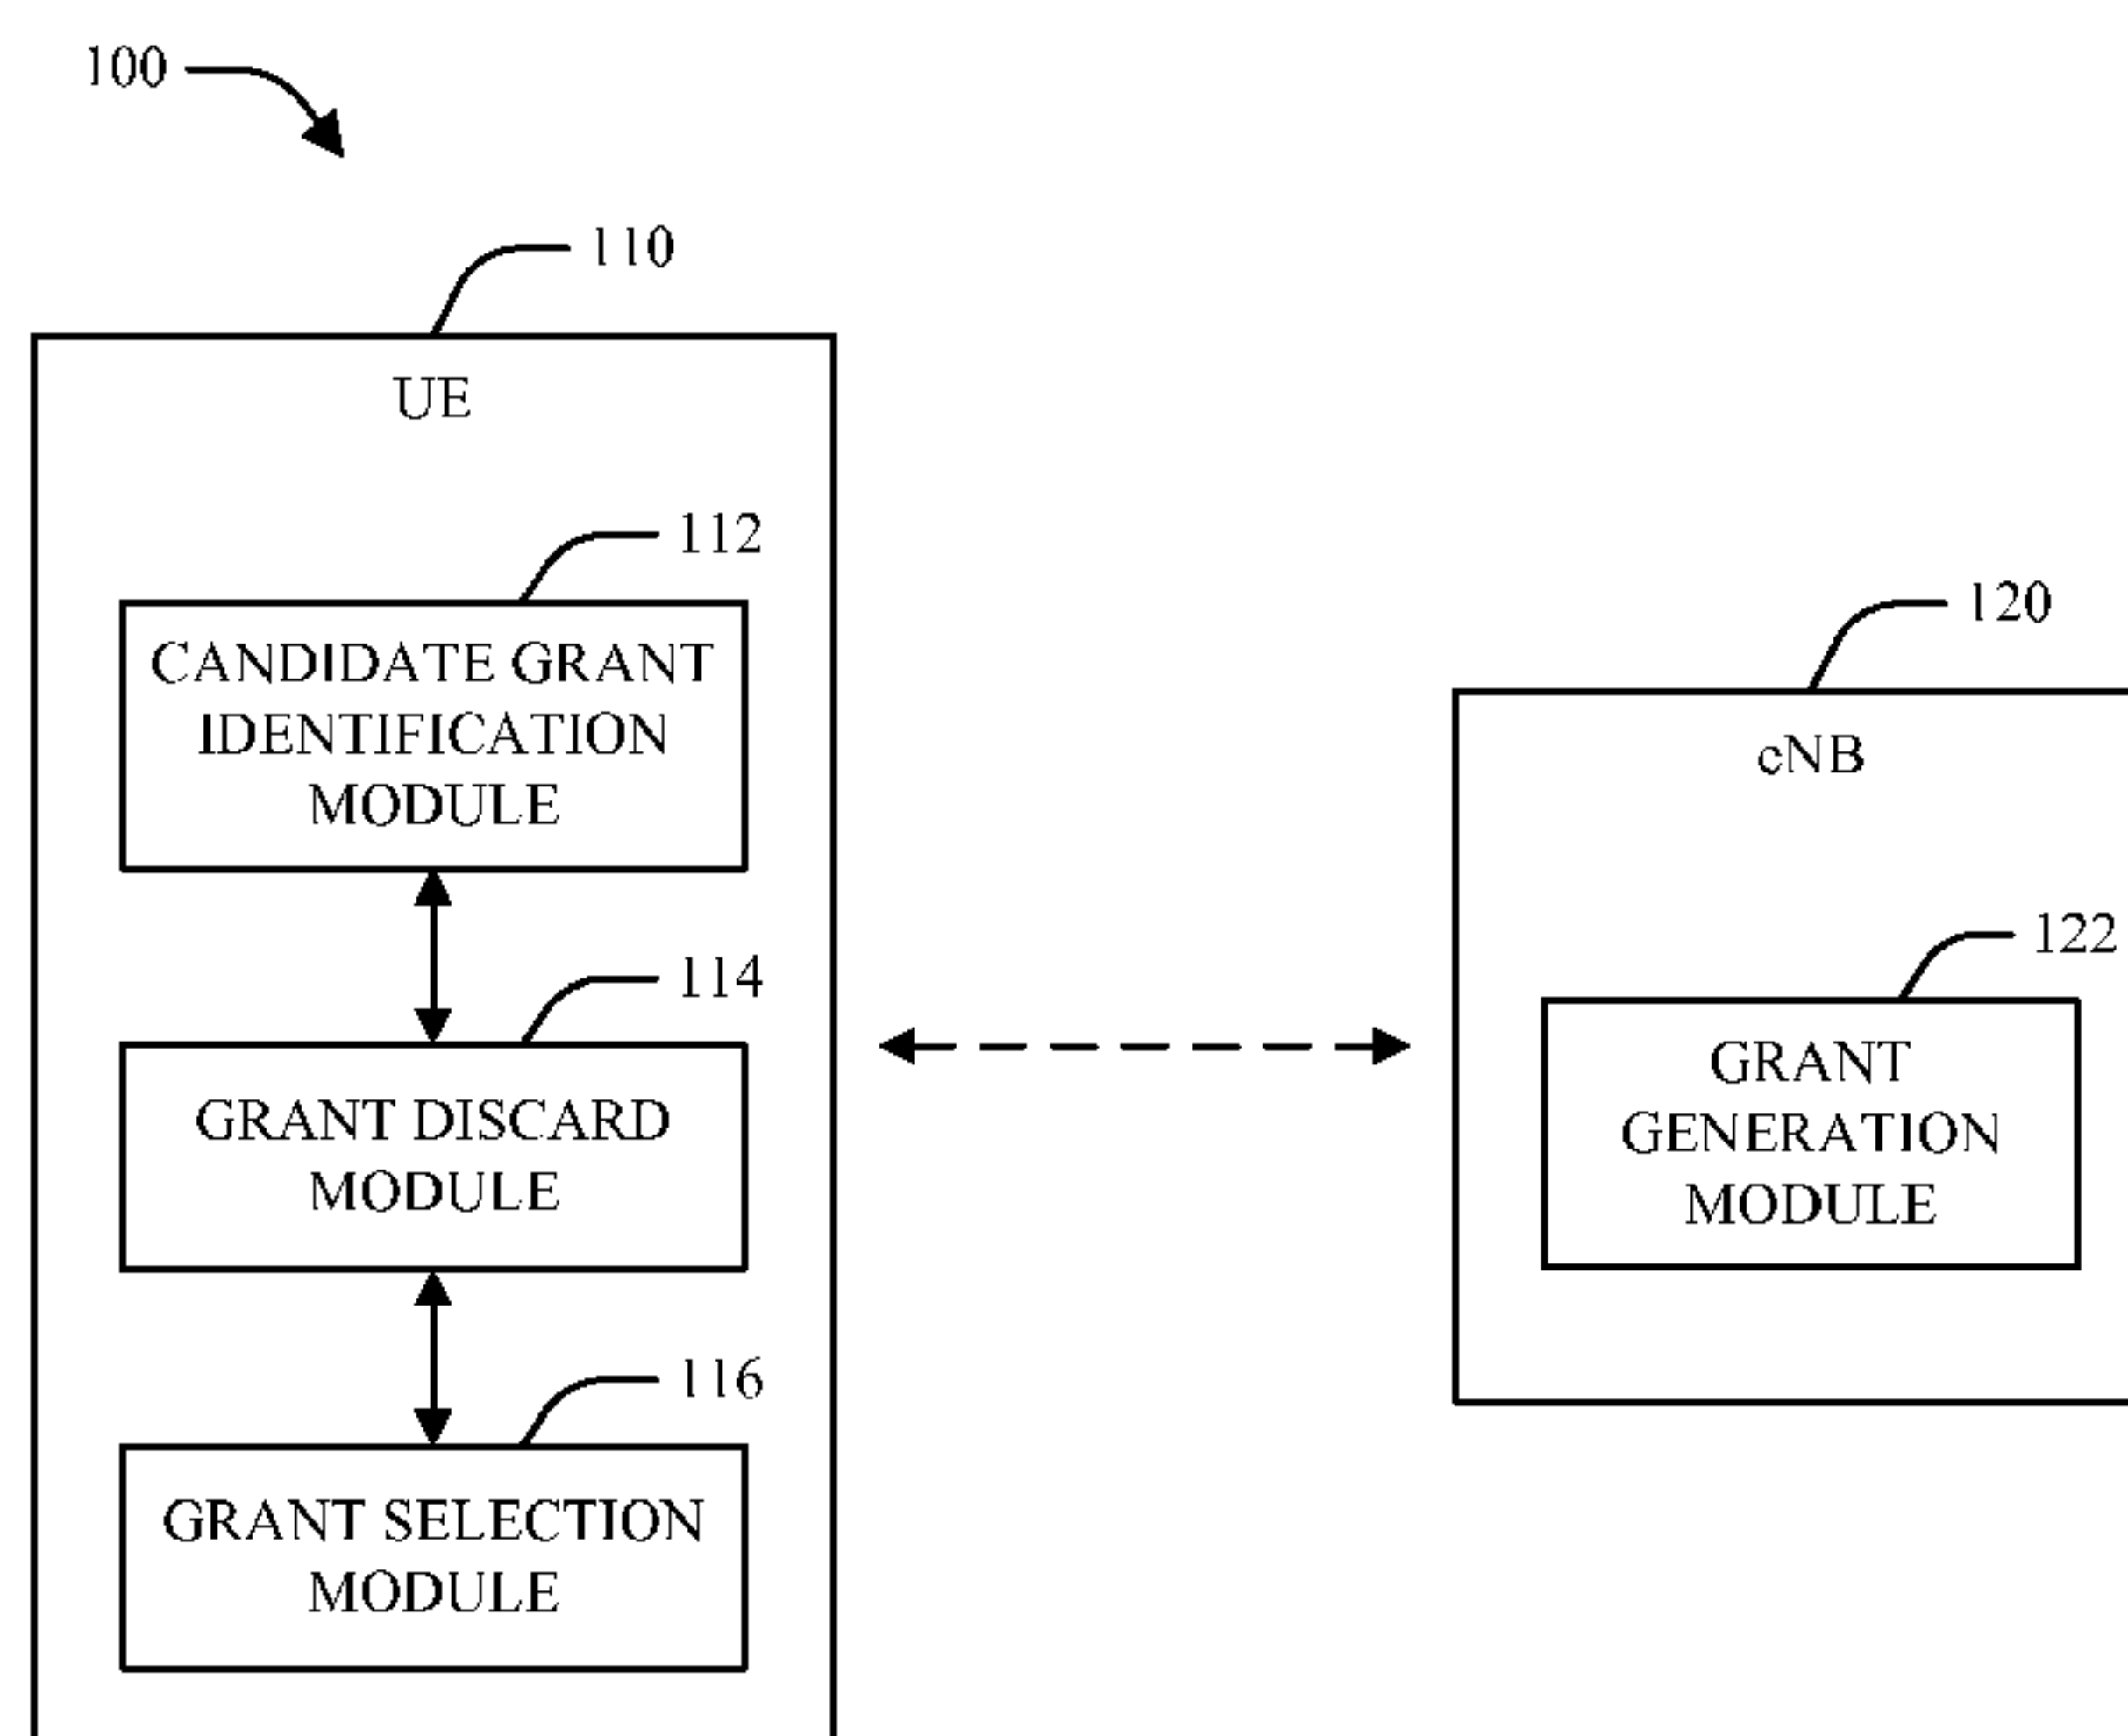 100
110
UE
112
CANDIDATE GRANT
IDENTIFICATION
MODULE
114
GRANT DISCARD
MODULE
116
GRANT SELECTION
MODULE
120
eNB
122
GRANT
GENERATION
MODULE